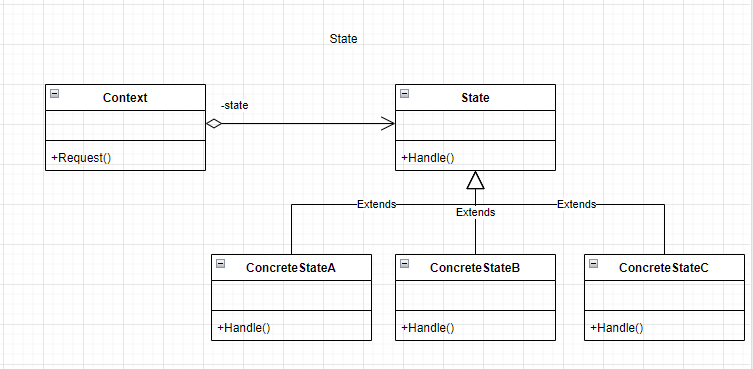 State
Context
-state
State
+Request()
+Handle()
Extends
Extends
Extends
ConcreteStateA
ConcreteStateB
ConcreteStateC
+Handle()
+Handle()
+Handle()